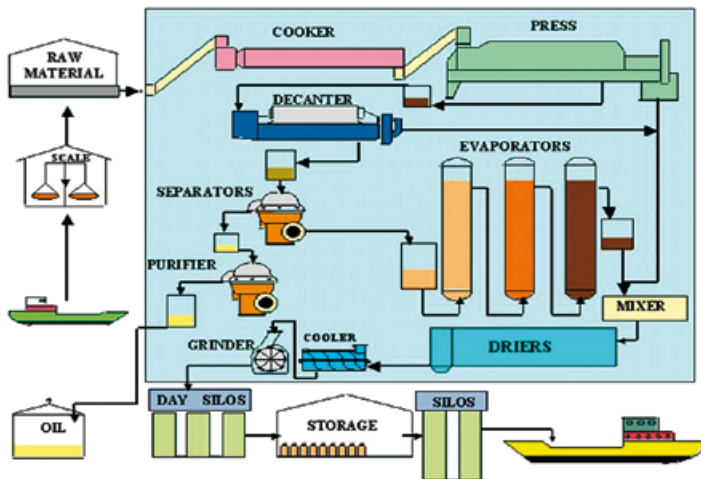 COOKER
PRESS
RAW
MATERIAL
DECANTER
SCALE
EVAPORATORS
SEPARATORS
PURIFIER
MIXER
GRINDER
COOLER
DRIERS
DAY SILOS
SILOS
STORAGE
OIL